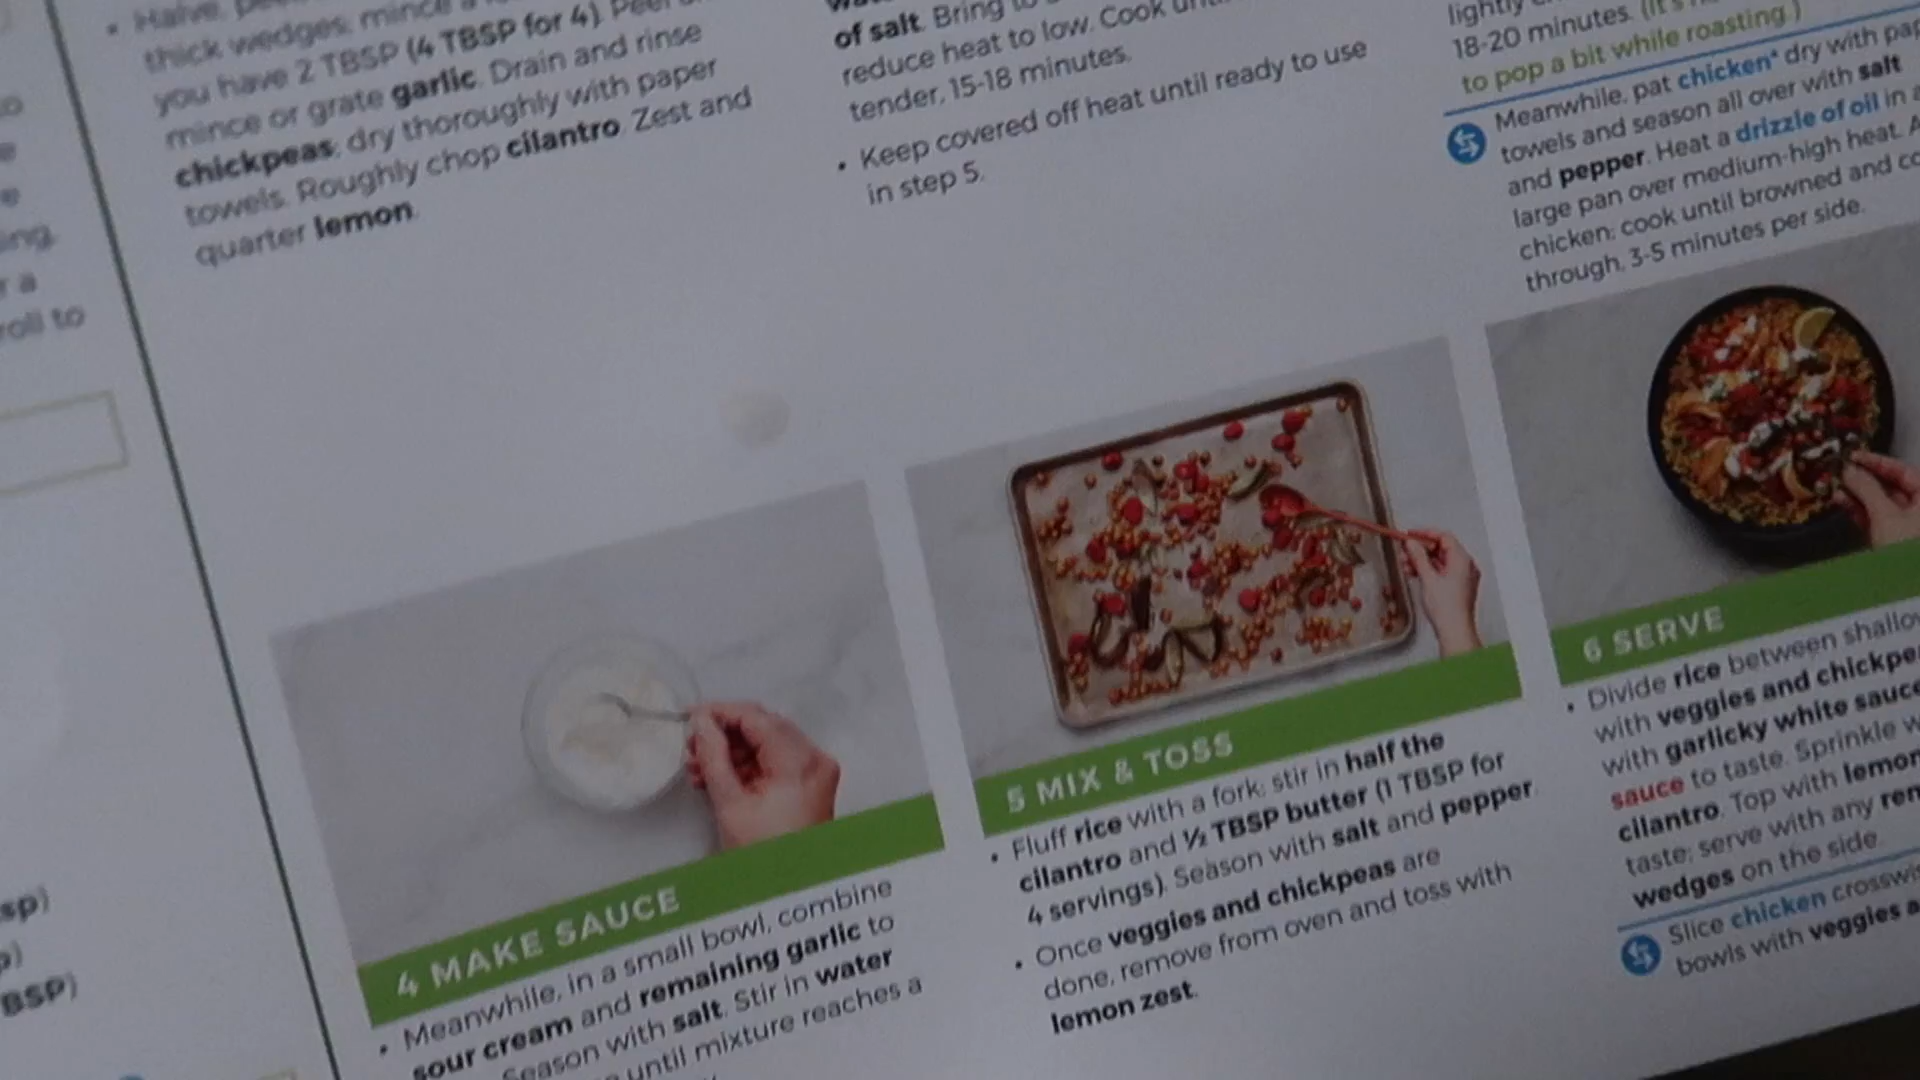 Halve,
thick wedges; mince
you have 2 TBSP (4 TBSP for 4). Peel
mince or grate garlic. Drain and rinse
chickpeas; dry thoroughly with paper
towels. Roughly chop cilantro. Zest and
quarter lemon.
of salt. Bring to
reduce heat to low. Cook
tender, 15-18 minutes.
• Keep covered off heat until ready to use
in step 5.
lightly
18-20 minutes. (It's
to pop a bit while roasting.)
Meanwhile, pat chicken* dry with
towels and season all over with salt
and pepper. Heat a drizzle of oil in a
large pan over medium-high heat.
chicken; cook until browned and
through, 3-5 minutes per side.
r a
roll to
4 MAKE SAUCE
• Meanwhile, in a small bowl, combine
sour cream and remaining garlic to
Season with salt. Stir in water
until mixture reaches a
5 MIX & TOSS
• Fluff rice with a fork; stir in half the
cilantro and ½ TBSP butter (1 TBSP for
4 servings). Season with salt and pepper.
• Once veggies and chickpeas are
done, remove from oven and toss with
lemon zest.
6 SERVE
• Divide rice between
with veggies and
with garlicky white sauce
sauce to taste. Sprinkle
cilantro. Top with lemon
taste; serve with any
wedges on the side.
Slice chicken
bowls with veggies